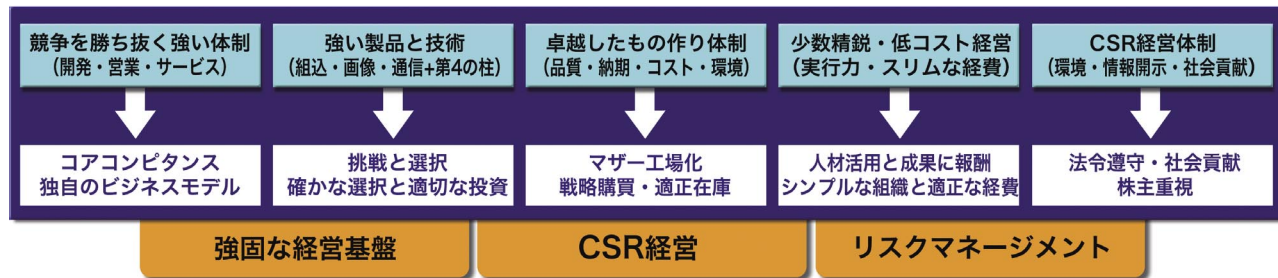 競争を勝ち抜く強い体制
（開発・営業・サービス）
強い製品と技術
（組込・画像・通信+第4の柱）
卓越したもの作り体制
（品質・納期・コスト・環境）
少数精鋭・低コスト経営
（実行力・スリムな経費）
CSR経営体制
（環境・情報開示・社会貢献）
コアコンピタンス
独自のビジネスモデル
挑戦と選択
確かな選択と適切な投資
マザー工場化
戦略購買・適正在庫
人材活用と成果に報酬
シンプルな組織と適正な経費
法令遵守・社会貢献
株主重視
強固な経営基盤
CSR経営
リスクマネージメント